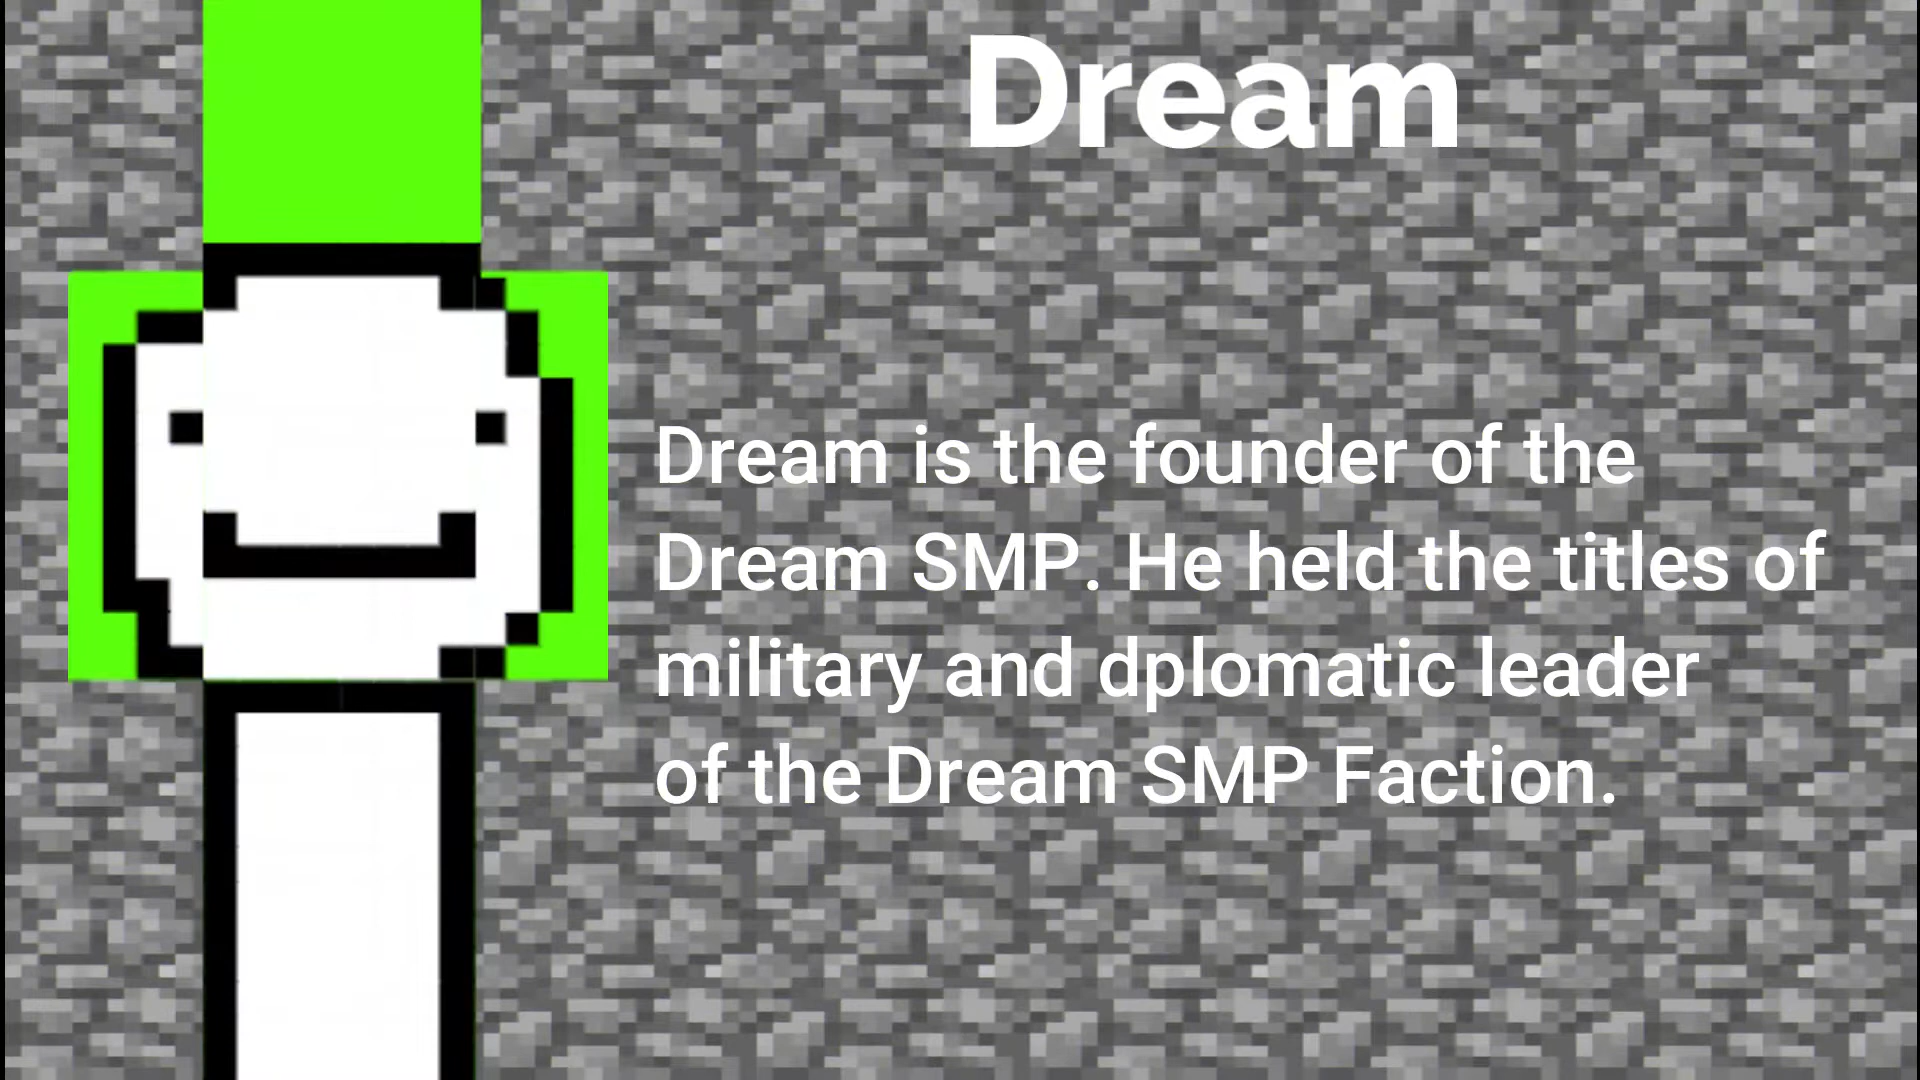 Dream
Dream is the founder of the
Dream SMP. He held the titles of
military and dplomatic leader
of the Dream SMP Faction.